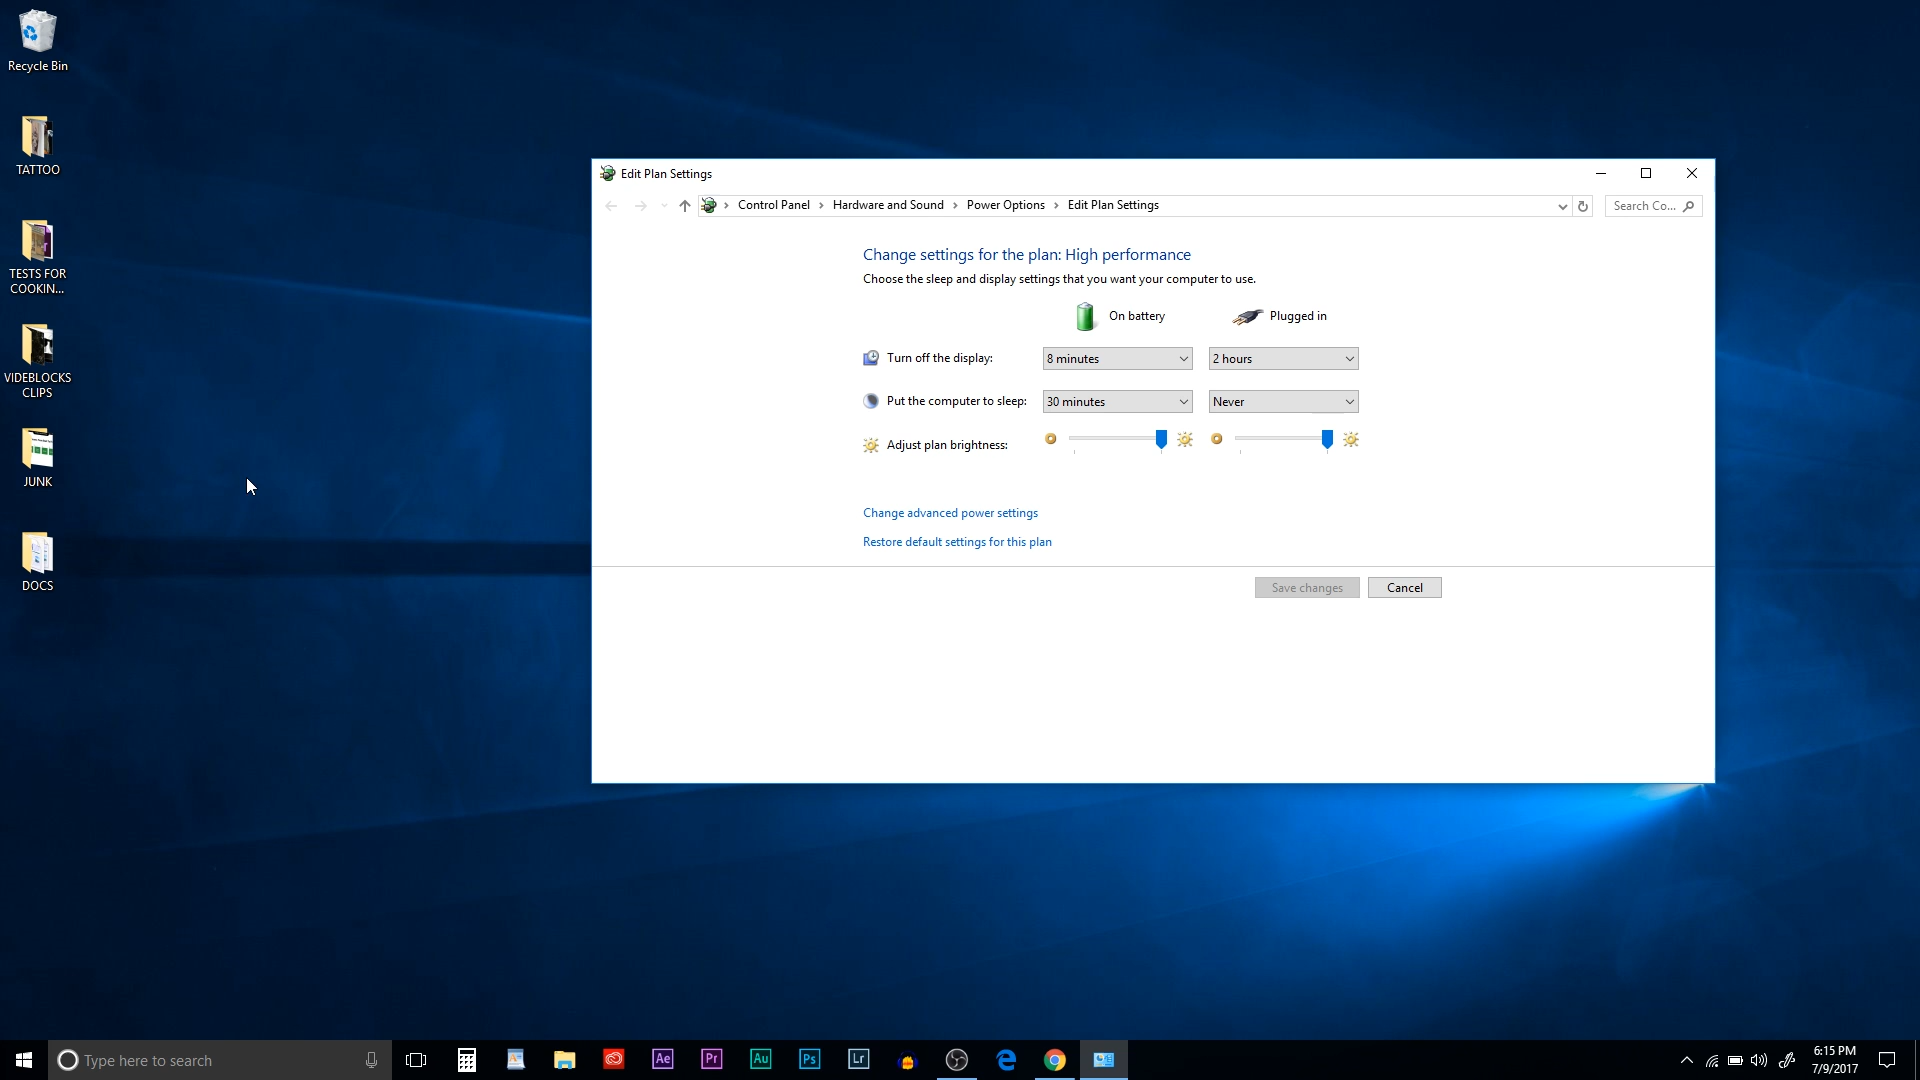 Recycle Bin
TATTOO
TESTS FOR
COOKIN...
VIDEBLOCKS
CLIPS
JUNK
DOCS
Edit Plan Settings
Control Panel > Hardware and Sound > Power Options > Edit Plan Settings
Search Co...
Change settings for the plan: High performance
Choose the sleep and display settings that you want your computer to use.
On battery Plugged in
Turn off the display: 8 minutes 2 hours
Put the computer to sleep: 30 minutes Never
Adjust plan brightness:
Change advanced power settings
Restore default settings for this plan
Save changes Cancel
Type here to search
Ae Pr Au Ps Lr
6:15 PM
7/9/2017